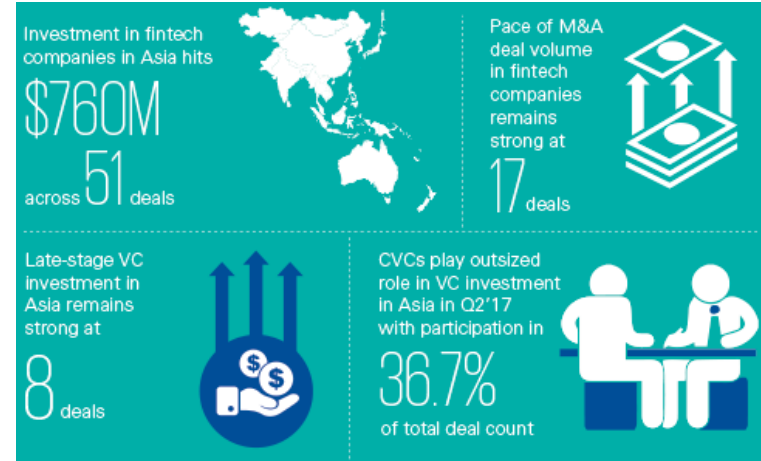 Investment in fintech
companies in Asia hits
$760M
across 51 deals
Pace of M&A
deal volume
in fintech
companies
remains
strong at
17 deals
Late-stage VC
investment in
Asia remains
strong at
8 deals
$
$
CVCs play outsized
role in VC investment
in Asia in Q2'17
with participation in
36.7%
of total deal count